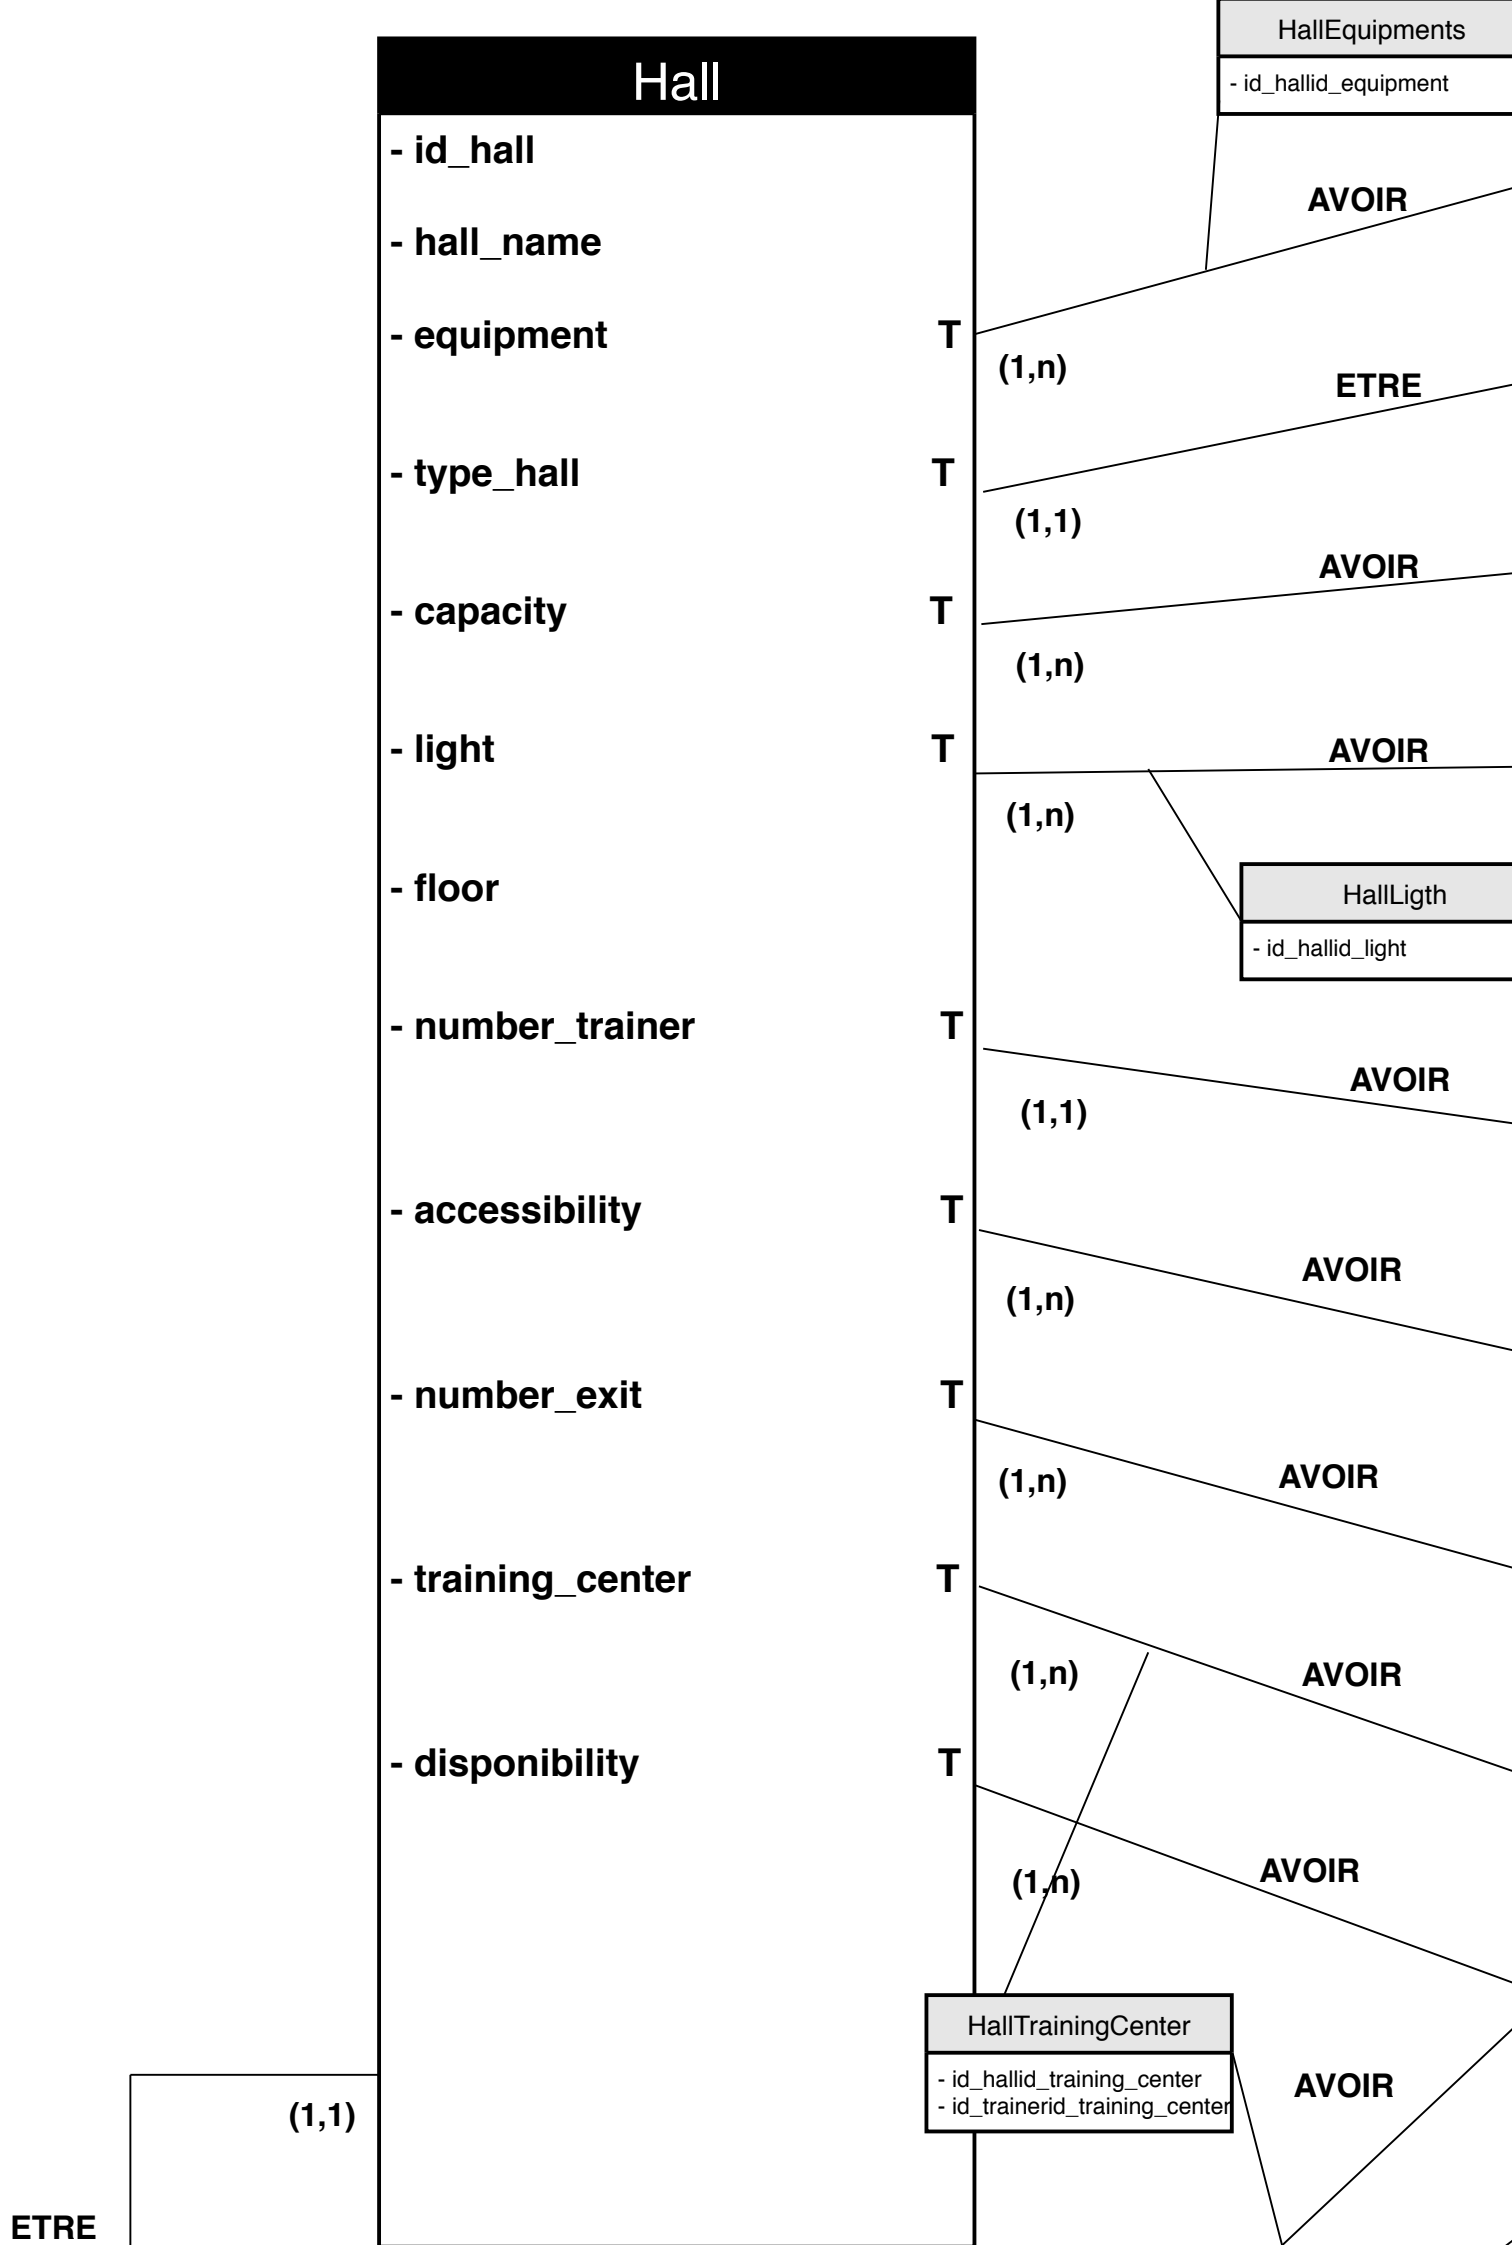 HallEquipments
- id_hallid_equipment
Hall
- id_hall
- hall_name
AVOIR
- equipment T
(1,n)
ETRE
- type_hall T
(1,1)
AVOIR
- capacity T
(1,n)
- light T
AVOIR
(1,n)
- floor
HallLigth
- id_hallid_light
- number_trainer T
AVOIR
(1,1)
- accessibility T
AVOIR
(1,n)
- number_exit T
AVOIR
(1,n)
- training_center T
(1,n)
AVOIR
- disponibility T
(1,n)
AVOIR
HallTrainingCenter
- id_hallid_training_center
- id_trainerid_training_center
AVOIR
(1,1)
ETRE